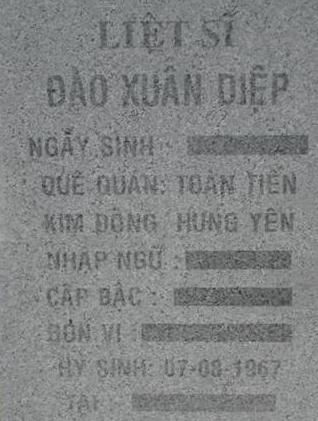 LIỆT SĨ
ĐÀO XUÂN DIỆP
NGÀY SINH :
QUÊ QUÁN: TOÀN TIẾN
KIM ĐỘNG HƯNG YÊN
NHẬP NGŨ :
CẤP BẬC :
ĐƠN VỊ :
HY SINH: 07-08-1967
TẠI :